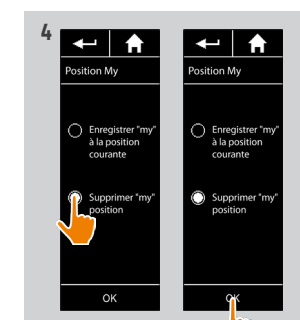 4
Position My
Enregistrer "my"
à la position
courante
Supprimer "my"
position
OK
Position My
Enregistrer "my"
à la position
courante
Supprimer "my"
position
OK